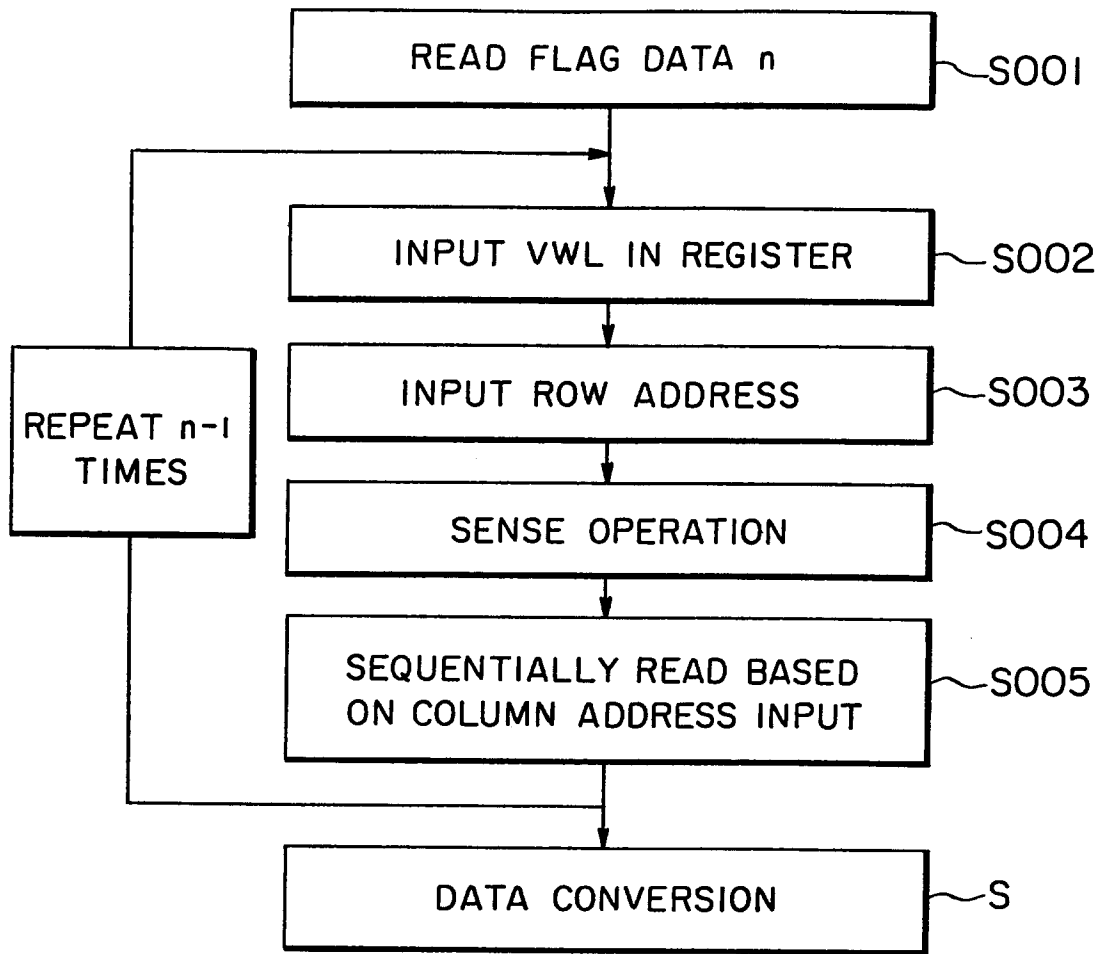 READ FLAG DATA n
S001
INPUT VWL IN REGISTER
S002
INPUT ROW ADDRESS
S003
REPEAT n-1
TIMES
SENSE OPERATION
S004
SEQUENTIALLY READ BASED
ON COLUMN ADDRESS INPUT
S005
DATA CONVERSION
S